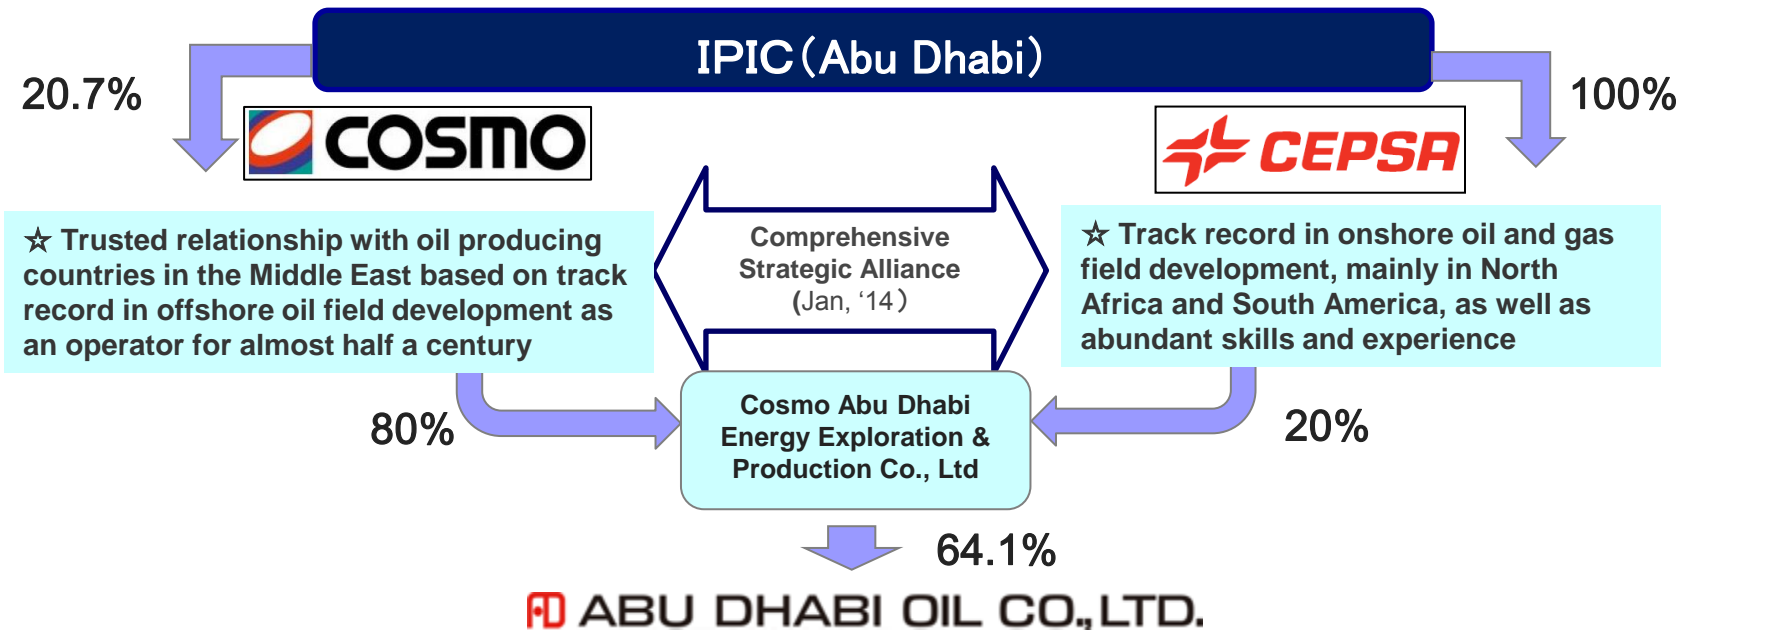 IPIC（Abu Dhabi）
20.7%
100%
COSMO
CEPSA
☆ Trusted relationship with oil producing
countries in the Middle East based on track
record in offshore oil field development as
an operator for almost half a century
Comprehensive
Strategic Alliance
(Jan, ‘14）
☆ Track record in onshore oil and gas
field development, mainly in North
Africa and South America, as well as
abundant skills and experience
80%
Cosmo Abu Dhabi
Energy Exploration &
Production Co., Ltd
20%
64.1%
ABU DHABI OIL CO.,LTD.